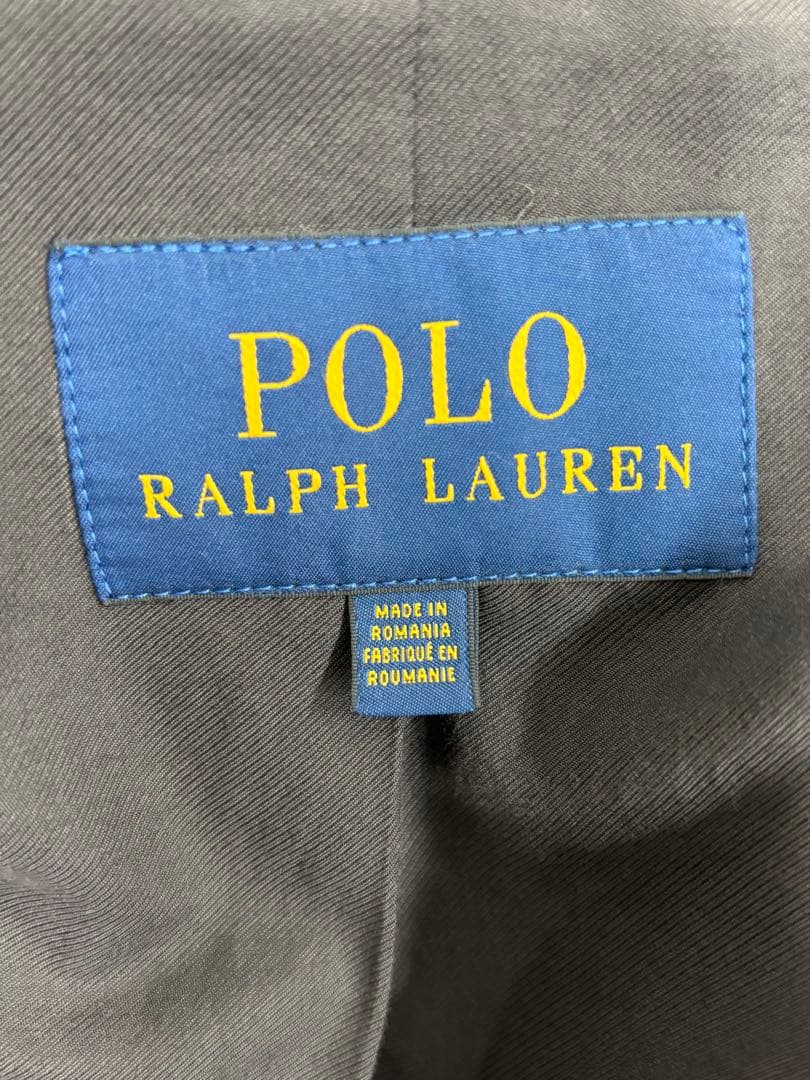 POLO
RALPH LAUREN
MADE IN
ROMANIA
FABRIQUÉ EN
ROUMANIE